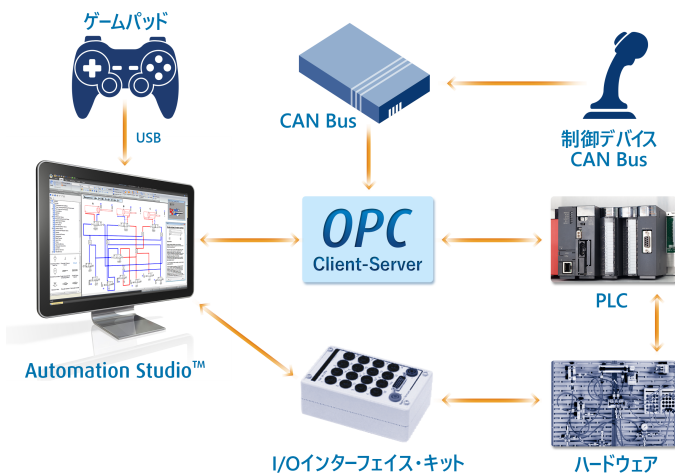 ゲームパッド
USB
CAN Bus
制御デバイス
CAN Bus
OPC
Client-Server
PLC
Automation Studio™
I/Oインターフェイス・キット
ハードウェア